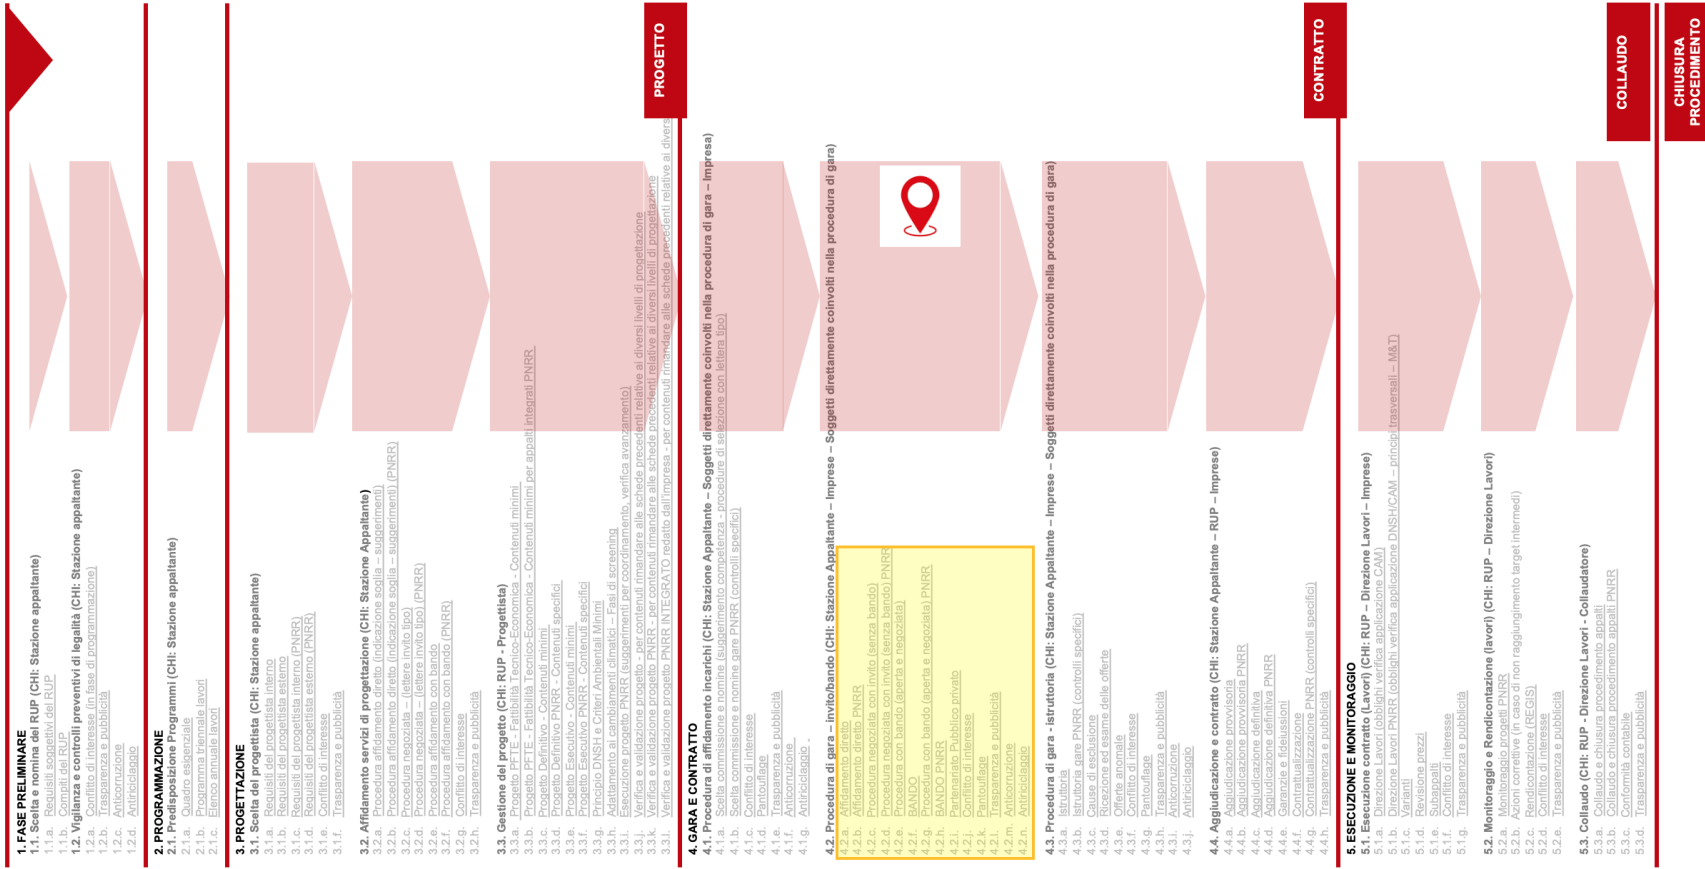 1. FASE PRELIMINARE
1.1. Scelta e nomina del RUP (CHI: Stazione appaltante)
1.1.a. Requisiti soggettivi del RUP
1.1.b. Compiti del RUP
1.2. Vigilanza e controlli preventivi di legalità (CHI: Stazione appaltante)
1.2.a. Conflitto di interesse (in fase di programmazione)
1.2.b. Trasparenza e pubblicità
1.2.c. Anticorruzione
1.2.d. Antiriclaggio
2. PROGRAMMAZIONE
2.1. Predisposizione Programmi (CHI: Stazione appaltante)
2.1.a. Quadro esigenziale
2.1.b. Programma triennale lavori
2.1.c. Elenco annuale lavori
3. PROGETTAZIONE
3.1. Scelta del progettista (CHI: Stazione appaltante)
3.1.a. Requisiti del progettista interno
3.1.b. Requisiti del progettista esterno
3.1.c. Requisiti del progettista interno (PNRR)
3.1.d. Requisiti del progettista esterno (PNRR)
3.1.e. Conflitto di interesse
3.1.f. Trasparenza e pubblicità
3.2. Affidamento servizi di progettazione (CHI: Stazione Appaltante)
3.2.a. Procedura affidamento diretto (indicazione soglia – suggerimenti)
3.2.b. Procedura affidamento diretto (indicazione soglia – suggerimenti) (PNRR)
3.2.c. Procedura negoziata – (lettere invito tipo)
3.2.d. Procedura negoziata – (lettere invito tipo) (PNRR)
3.2.e. Procedura affidamento con bando
3.2.f. Procedura affidamento con bando (PNRR)
3.2.g. Conflitto di interesse
3.2.h. Trasparenza e pubblicità
3.3. Gestione del progetto (CHI: RUP - Progettista)
3.3.a. Progetto PFTE - Fattibilità Tecnico-Economica - Contenuti minimi
3.3.b. Progetto PFTE - Fattibilità Tecnico-Economica - Contenuti minimi per appalti Integrati PNRR
3.3.c. Progetto Definitivo - Contenuti minimi
3.3.d. Progetto Definitivo PNRR - Contenuti specifici
3.3.e. Progetto Esecutivo - Contenuti minimi
3.3.f. Progetto Esecutivo PNRR - Contenuti specifici
3.3.g. Principio DNSH e Criteri Ambientali Minimi
3.3.h. Adattamento ai cambiamenti climatici – Fasi di screening
3.3.i. Esecuzione progetto PNRR (suggerimenti per coordinamento, verifica avanzamento)
3.3.j. Verifica e validazione progetto - per contenuti rimandare alle schede precedenti relative ai diversi livelli di progettazione
3.3.k. Verifica e validazione progetto PNRR - per contenuti rimandare alle schede precedenti relative ai diversi livelli di progettazione
3.3.l. Verifica e validazione progetto PNRR INTEGRATO redatto dall'impresa - per contenuti rimandare alle schede precedenti relative ai divers
PROGETTO
4. GARA E CONTRATTO
4.1. Procedura di affidamento incarichi (CHI: Stazione Appaltante – Soggetti direttamente coinvolti nella procedura di gara – Impresa)
4.1.a. Scelta commissione e nomine (suggerimento competenza - procedure di selezione con lettera tipo)
4.1.b. Scelta commissione e nomine gare PNRR (controlli specifici)
4.1.c. Conflitto di interesse
4.1.d. Pantouflage
4.1.e. Trasparenza e pubblicità
4.1.f. Anticorruzione
4.1.g. Antiriclaggio
4.2. Procedura di gara – invito/bando (CHI: Stazione Appaltante – Imprese – Soggetti direttamente coinvolti nella procedura di gara)
4.2.a. Affidamento diretto
4.2.b. Affidamento diretto PNRR
4.2.c. Procedura negoziata con invito (senza bando)
4.2.d. Procedura negoziata con invito (senza bando) PNRR
4.2.e. Procedura con bando (aperta e negoziata)
4.2.f. BANDO
4.2.g. Procedura con bando (aperta e negoziata) PNRR
4.2.h. BANDO PNRR
4.2.i. Partenariato Pubblico privato
4.2.j. Conflitto di interesse
4.2.k. Pantouflage
4.2.l. Trasparenza e pubblicità
4.2.m. Anticorruzione
4.2.n. Antiriclaggio
4.3. Procedura di gara - istruttoria (CHI: Stazione Appaltante – Imprese – Soggetti direttamente coinvolti nella procedura di gara)
4.3.a. Istruttoria
4.3.b. Istruttoria gare PNRR (controlli specifici)
4.3.c. Cause di esclusione
4.3.d. Ricezione ed esame delle offerte
4.3.e. Offerte anomale
4.3.f. Conflitto di interesse
4.3.g. Pantouflage
4.3.h. Trasparenza e pubblicità
4.3.i. Anticorruzione
4.3.j. Antiriclaggio
4.4. Aggiudicazione e contratto (CHI: Stazione Appaltante – RUP – Imprese)
4.4.a. Aggiudicazione provvisoria
4.4.b. Aggiudicazione provvisoria PNRR
4.4.c. Aggiudicazione definitiva
4.4.d. Aggiudicazione definitiva PNRR
4.4.e. Garanzie e fideiussioni
4.4.f. Contrattualizzazione
4.4.g. Contrattualizzazione PNRR (controlli specifici)
4.4.h. Trasparenza e pubblicità
CONTRATTO
5. ESECUZIONE E MONITORAGGIO
5.1. Esecuzione contratto (Lavori) (CHI: RUP – Direzione Lavori – Imprese)
5.1.a. Direzione Lavori (obblighi verifica applicazione CAM)
5.1.b. Direzione Lavori PNRR (obblighi verifica applicazione DNSH/CAM – principi trasversali – M&T)
5.1.c. Varianti
5.1.d. Revisione prezzi
5.1.e. Subappalti
5.1.f. Conflitto di interesse
5.1.g. Trasparenza e pubblicità
5.2. Monitoraggio e Rendicontazione (lavori) (CHI: RUP – Direzione Lavori)
5.2.a. Monitoraggio progetti PNRR
5.2.b. Azioni correttive (in caso di non raggiungimento target intermedi)
5.2.c. Rendicontazione (REGIS)
5.2.d. Conflitto di interesse
5.2.e. Trasparenza e pubblicità
5.3. Collaudo (CHI: RUP - Direzione Lavori - Collaudatore)
5.3.a. Collaudo e chiusura procedimento appalti
5.3.b. Collaudo e chiusura procedimento appalti PNRR
5.3.c. Conformità contabile
5.3.d. Trasparenza e pubblicità
COLLAUDO
CHIUSURA
PROCEDIMENTO